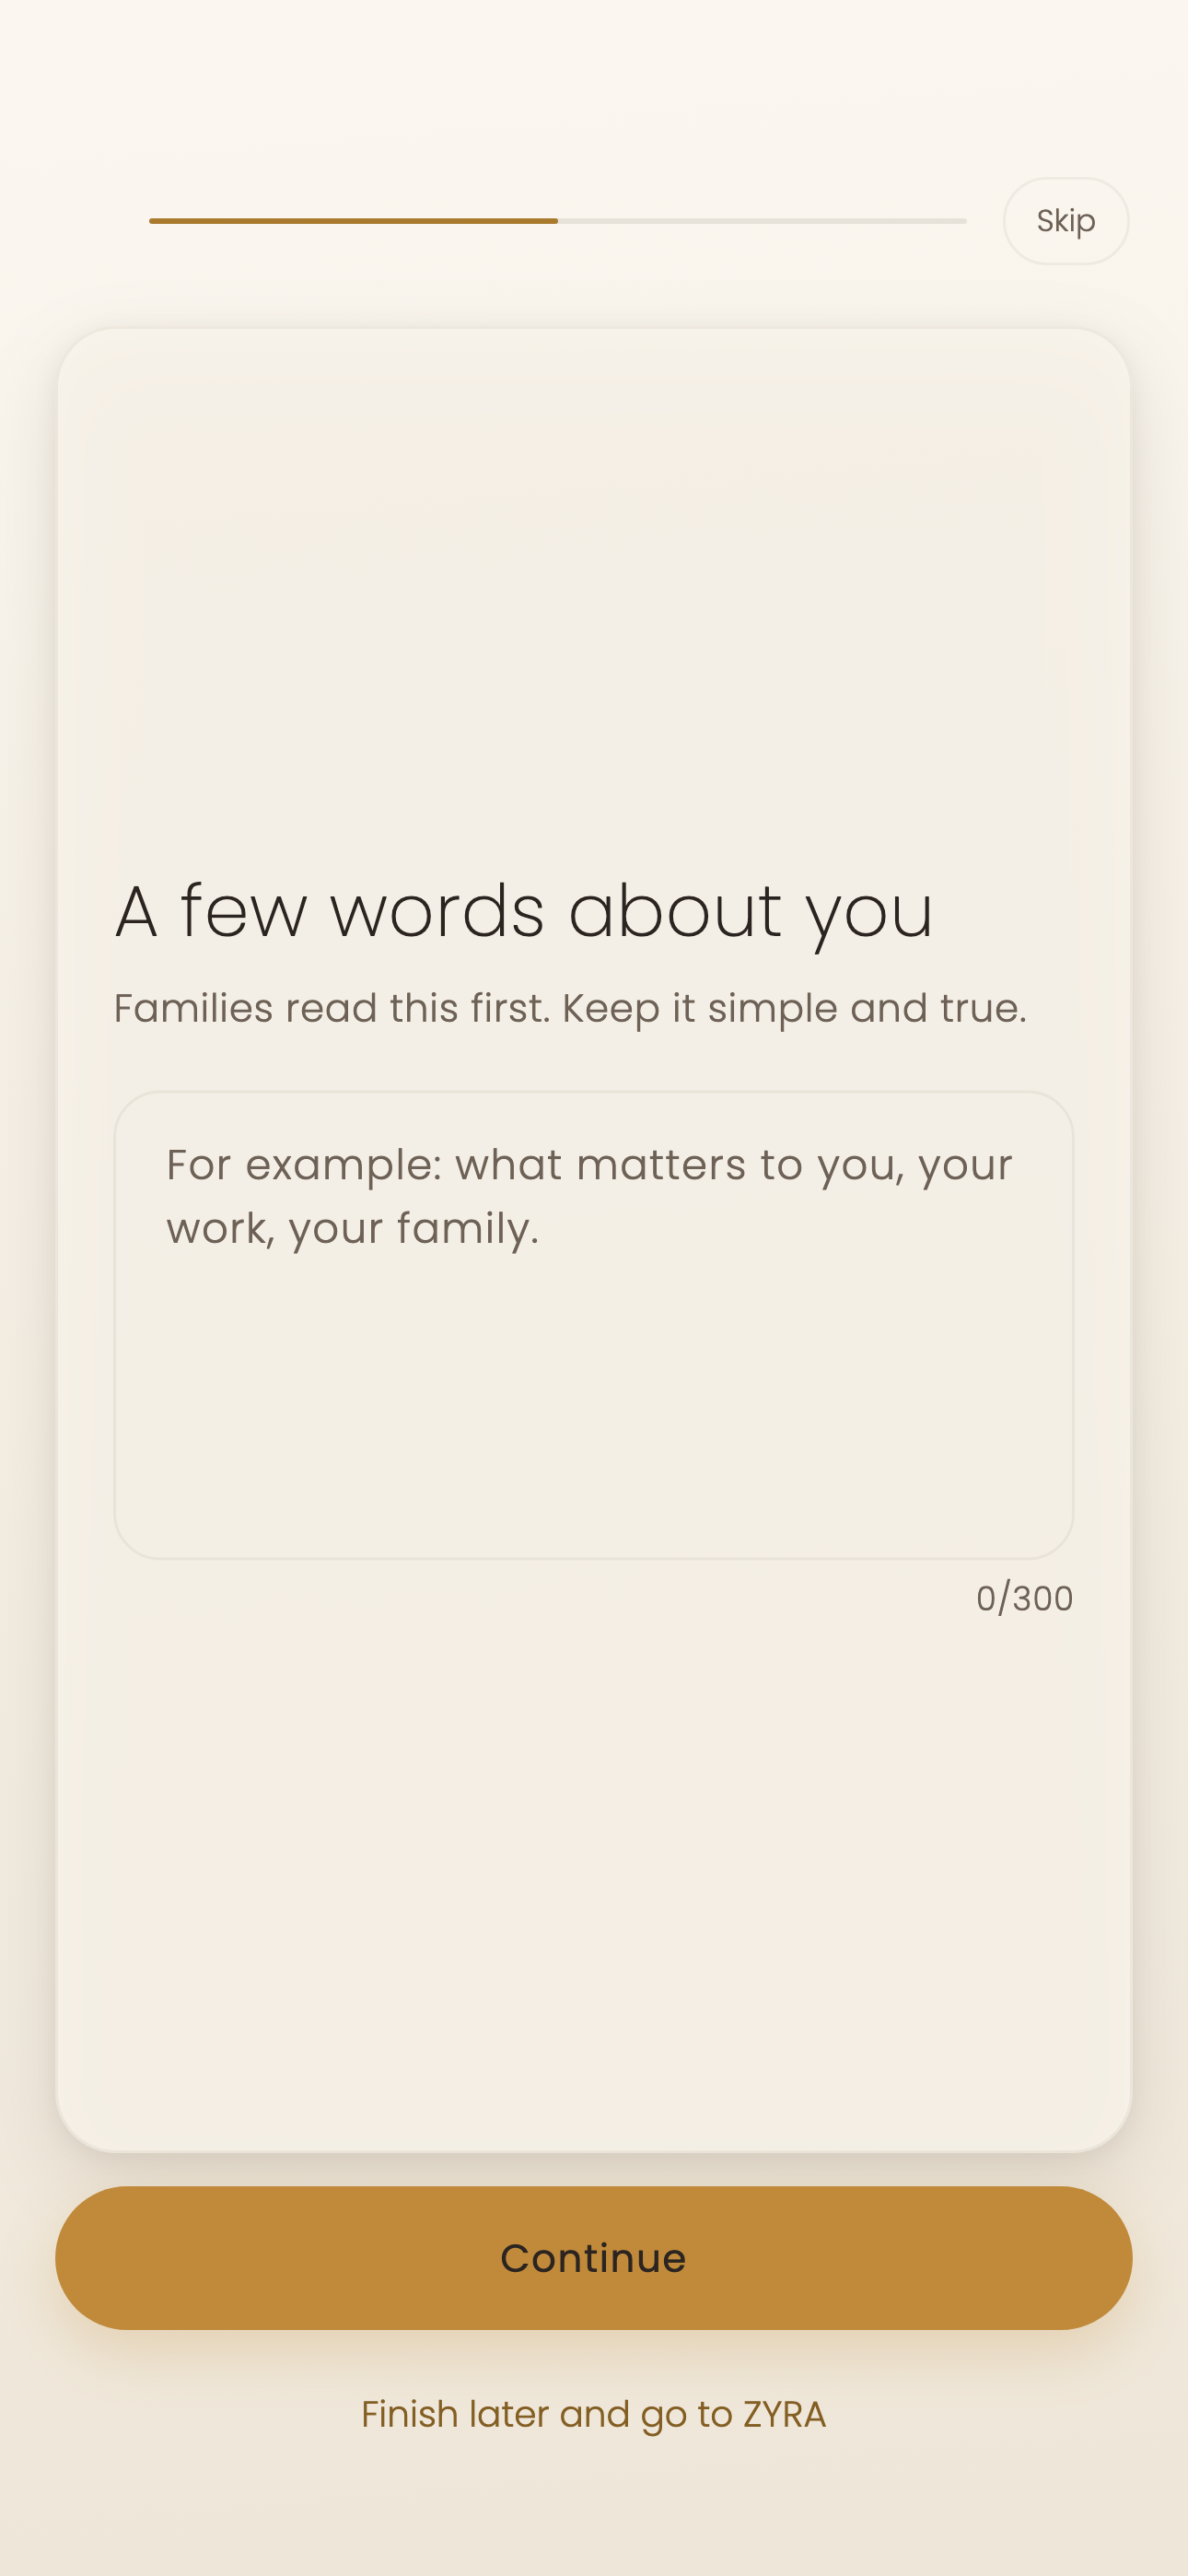 Skip
A few words about you
Families read this first. Keep it simple and true.
For example: what matters to you, your
work, your family.
0/300
Continue
Finish later and go to ZYRA